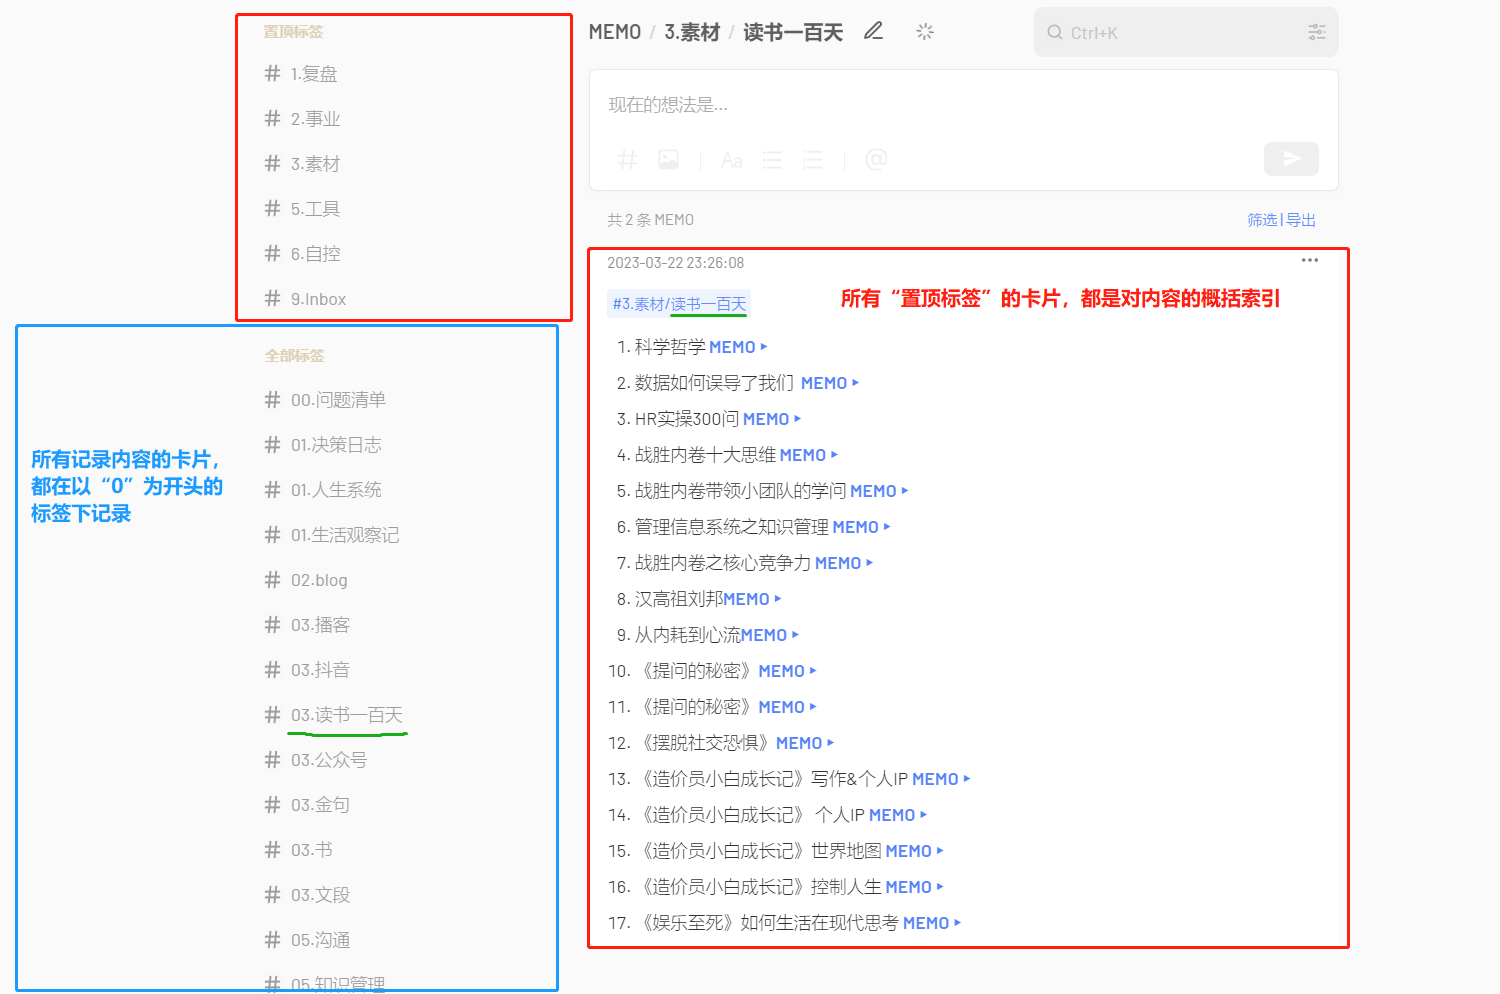 置顶标签
# 1.复盘
# 2.事业
# 3.素材
# 5.工具
# 6.自控
# 9.Inbox
全部标签
# 00.问题清单
# 01.决策日志
# 01.人生系统
# 01.生活观察记
# 02.blog
# 03.播客
# 03.抖音
# 03.读书一百天
# 03.公众号
# 03.金句
# 03.书
# 03.文段
# 05.沟通
# 05.知识管理
所有记录内容的卡片，
都在以“0”为开头的
标签下记录
MEMO / 3.素材 / 读书一百天
Ctrl+K
现在的想法是...
# Aa @
共 2 条 MEMO
筛选 | 导出
2023-03-22 23:26:08
#3.素材/读书一百天
所有“置顶标签”的卡片，都是对内容的概括索引
1. 科学哲学 MEMO
2. 数据如何误导了我们 MEMO
3. HR实操300问 MEMO
4. 战胜内卷十大思维 MEMO
5. 战胜内卷带领小团队的学问 MEMO
6. 管理信息系统之知识管理 MEMO
7. 战胜内卷之核心竞争力 MEMO
8. 汉高祖刘邦MEMO
9. 从内耗到心流MEMO
10. 《提问的秘密》 MEMO
11. 《提问的秘密》 MEMO
12. 《摆脱社交恐惧》 MEMO
13. 《造价员小白成长记》写作&个人IP MEMO
14. 《造价员小白成长记》 个人IP MEMO
15. 《造价员小白成长记》世界地图 MEMO
16. 《造价员小白成长记》控制人生 MEMO
17. 《娱乐至死》如何生活在现代思考 MEMO